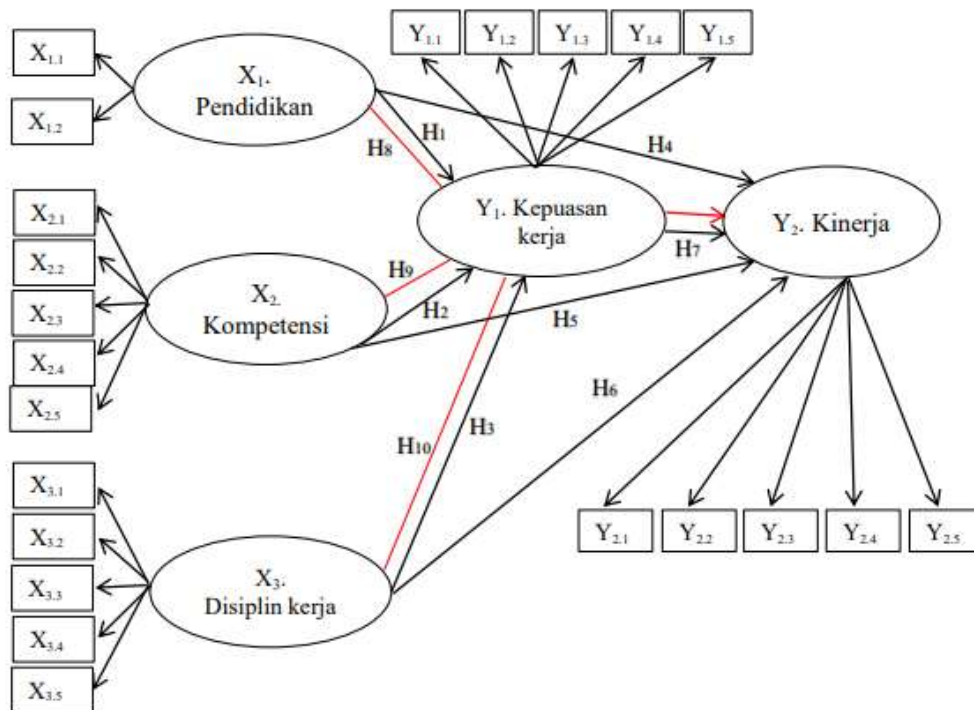 Y1.1
Y1.2
Y1.3
Y1.4
Y1.5
X1.1
X1.2
X1.
Pendidikan
H1
H8
H4
Y1. Kepuasan
kerja
Y2. Kinerja
H7
X2.1
X2.2
X2.3
X2.4
X2.5
X2.
Kompetensi
H9
H2
H5
H6
H3
H10
X3.1
X3.2
X3.3
X3.4
X3.5
X3.
Disiplin kerja
Y2.1
Y2.2
Y2.3
Y2.4
Y2.5